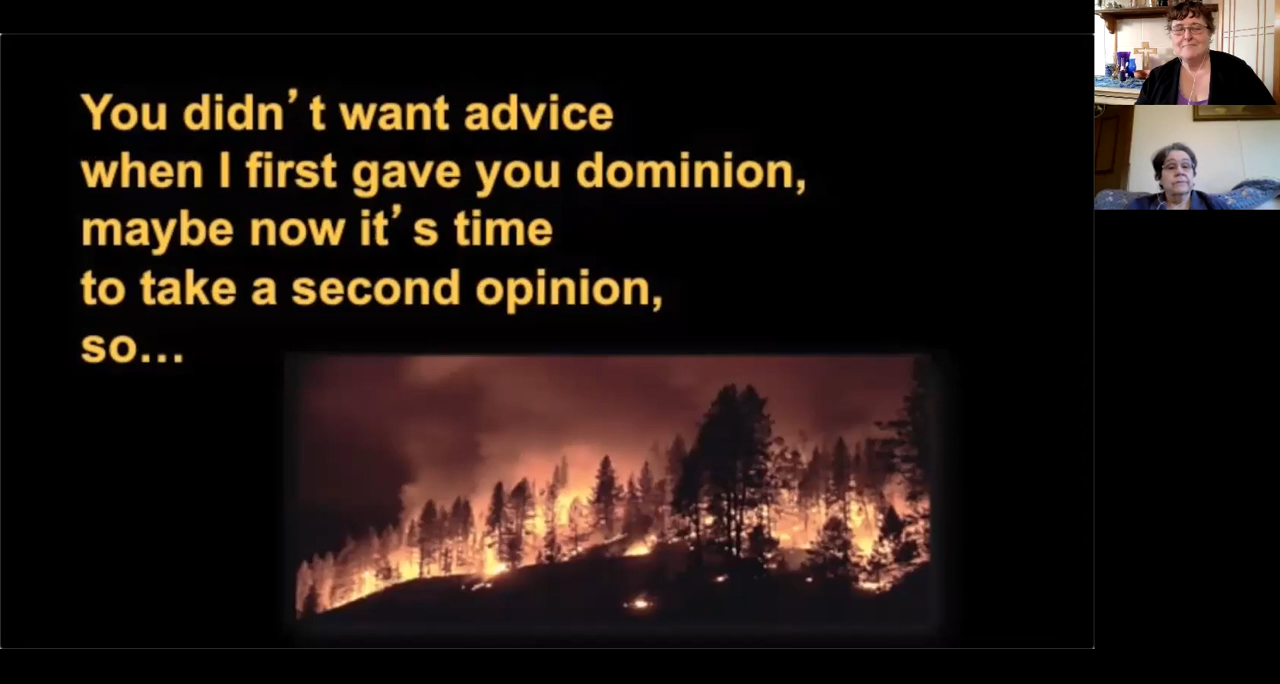 You didn’t want advice
when I first gave you dominion,
maybe now it’s time
to take a second opinion,
so...